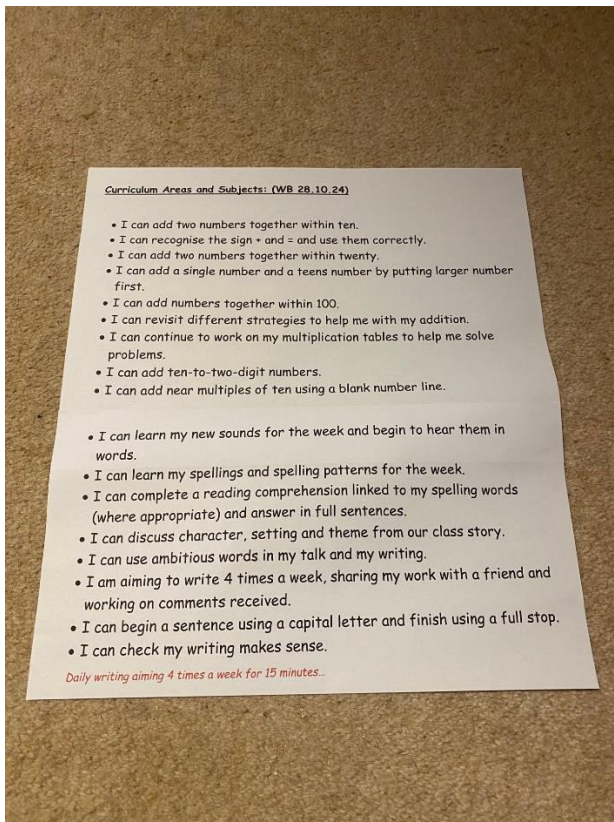 Curriculum Areas and Subjects: (WB 28.10.24)
• I can add two numbers together within ten.
• I can recognise the sign + and = and use them correctly.
• I can add two numbers together within twenty.
• I can add a single number and a teens number by putting larger number
first.
• I can add numbers together within 100.
• I can revisit different strategies to help me with my addition.
• I can continue to work on my multiplication tables to help me solve
problems.
• I can add ten-to-two-digit numbers.
• I can add near multiples of ten using a blank number line.
• I can learn my new sounds for the week and begin to hear them in
words.
• I can learn my spellings and spelling patterns for the week.
• I can complete a reading comprehension linked to my spelling words
(where appropriate) and answer in full sentences.
• I can discuss character, setting and theme from our class story.
• I can use ambitious words in my talk and my writing.
• I am aiming to write 4 times a week, sharing my work with a friend and
working on comments received.
• I can begin a sentence using a capital letter and finish using a full stop.
• I can check my writing makes sense.
Daily writing aiming 4 times a week for 15 minutes...